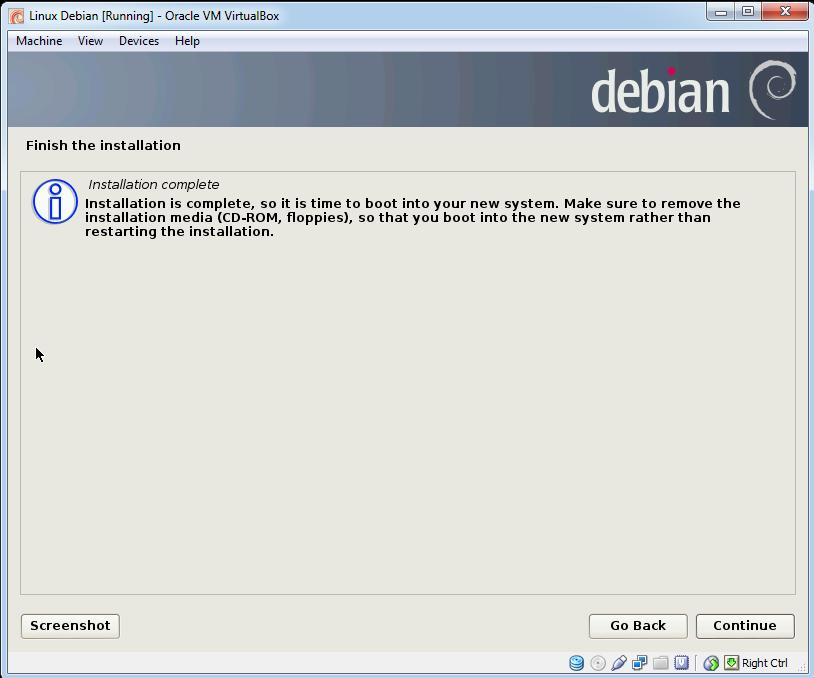 Linux Debian [Running] - Oracle VM VirtualBox
Machine View Devices Help
debian
Finish the installation
Installation complete
Installation is complete, so it is time to boot into your new system. Make sure to remove the
installation media (CD-ROM, floppies), so that you boot into the new system rather than
restarting the installation.
Screenshot Go Back Continue
Right Ctrl